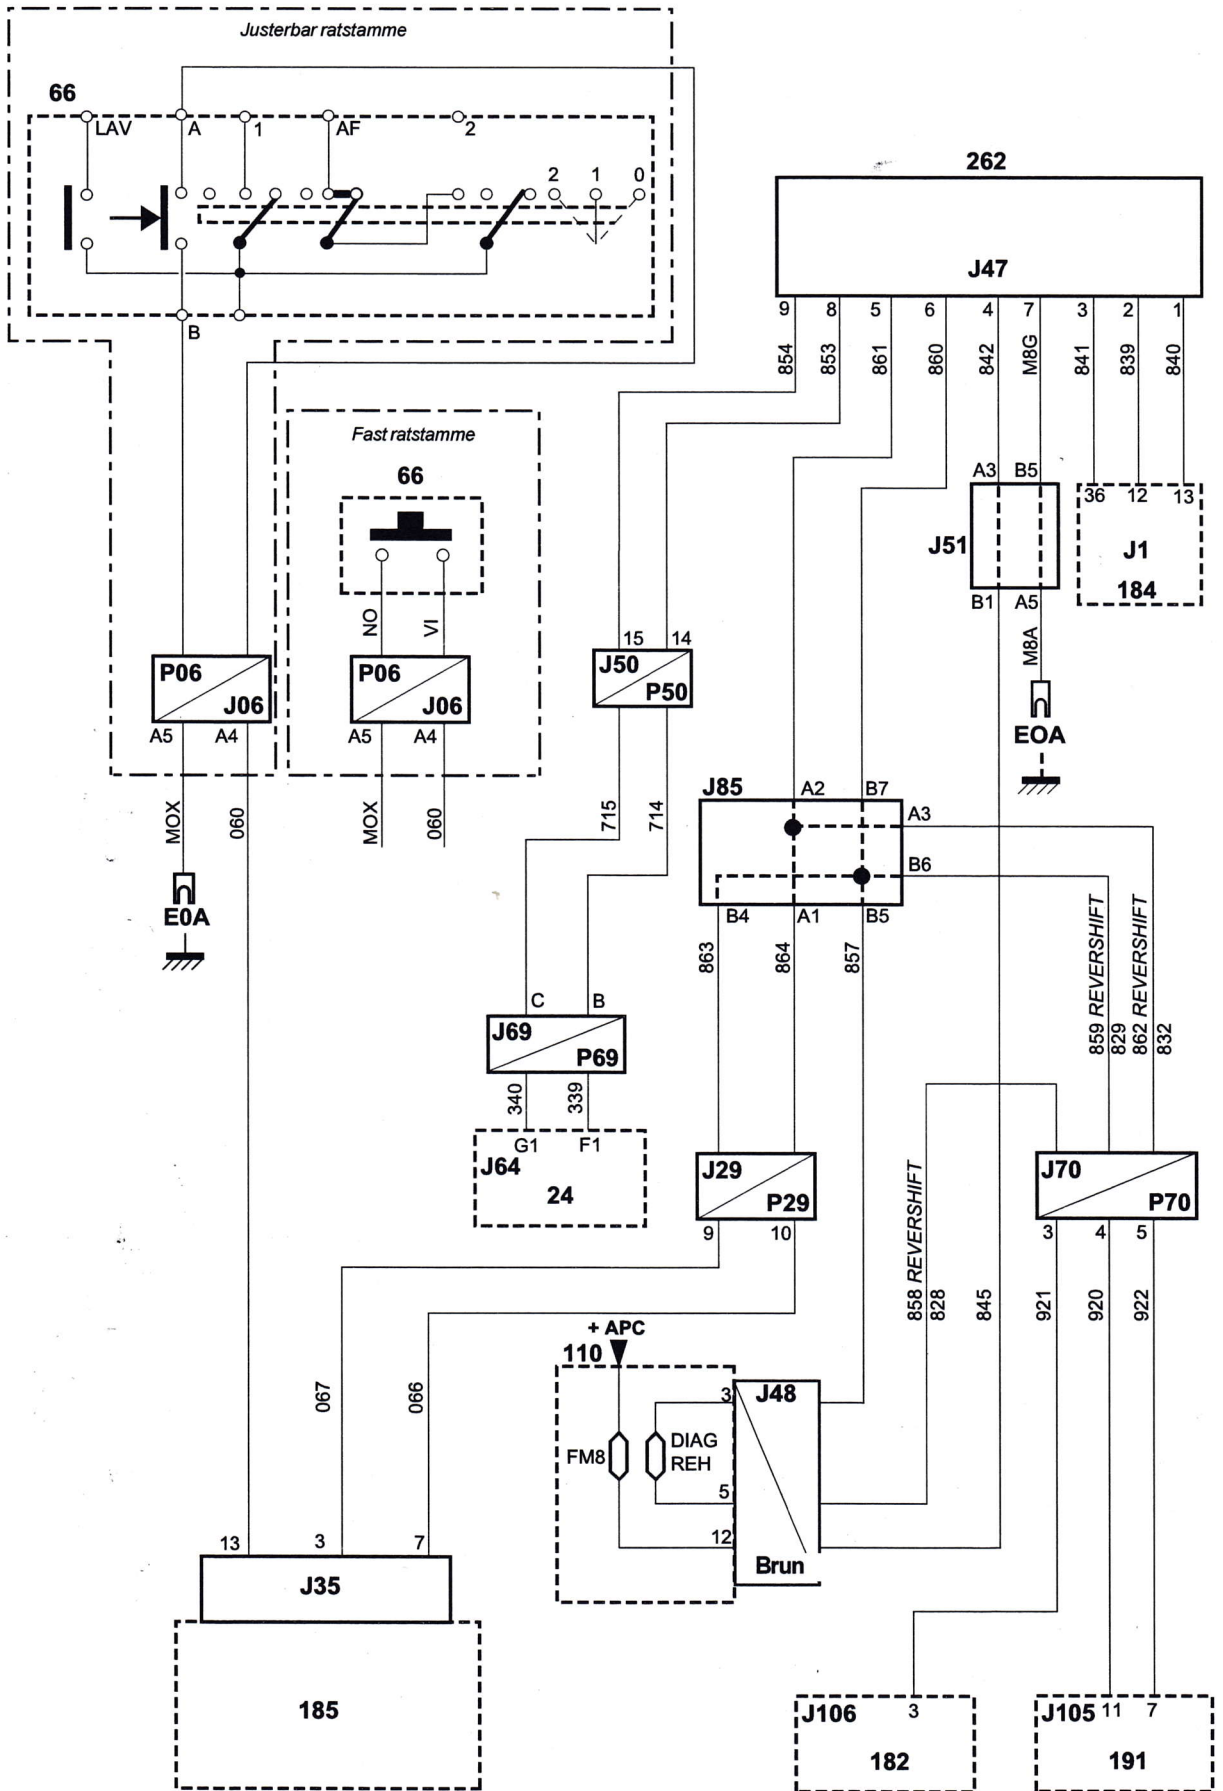 Justerbar ratstamme
66
LAV A 1 AF 2
2 1 0
B
262
J47
9 8 5 6 4 7 3 2 1
854 853 861 860 842 M8G 841 839 840
Fast ratstamme
66
NO VI
P06 J06
A5 A4
P06 J06
A5 A4
MOX 060
MOX 060
E0A
A3 B5
J51
B1 A5
M8A
EOA
36 12 13
J1
184
15 14
J50 P50
715 714
J85
A2 B7
A3
B6
B4 A1 B5
863 864 857
859 REVERSHIFT
829
862 REVERSHIFT
832
C B
J69 P69
340 339
G1 F1
J64
24
J29 P29
9 10
J70 P70
3 4 5
858 REVERSHIFT
828
845
921 920 922
067 066
+ APC
110
FM8
DIAG
REH
3
5
12
J48
Brun
13 3 7
J35
185
J106 3
182
J105 11 7
191